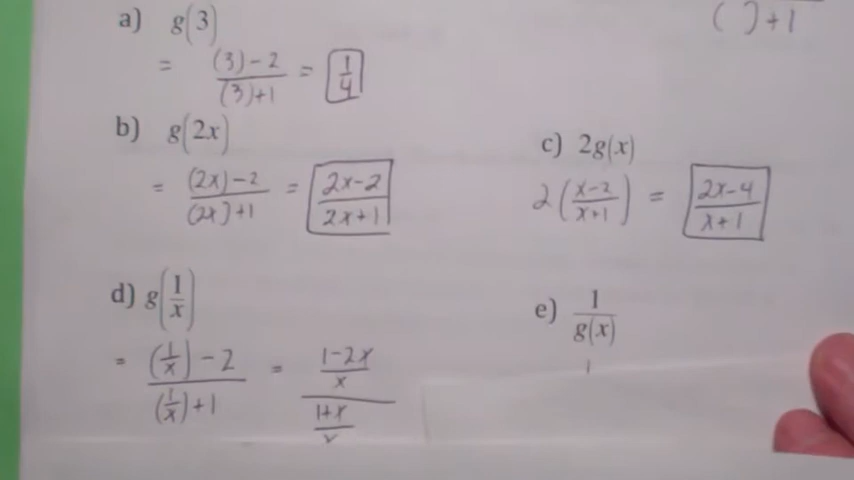 ( ) + 1
a) g(3)
= (3) - 2 / (3) + 1 = 1/4
b) g(2x)
= (2x) - 2 / (2x) + 1 = 2x - 2 / 2x + 1
c) 2g(x)
2 ( x - 2 / x + 1 ) = 2x - 4 / x + 1
d) g(1/x)
= (1/x) - 2 / (1/x) + 1 = 1 - 2x / x / 1 + x / x
e) 1 / g(x)